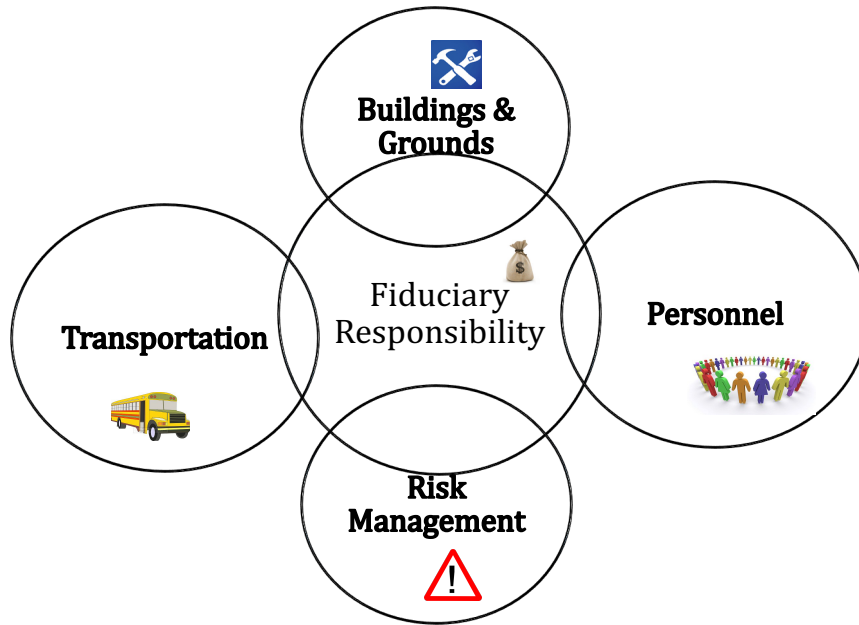 Buildings &
Grounds
$
Fiduciary
Responsibility
Personnel
Transportation
Risk
Management
!